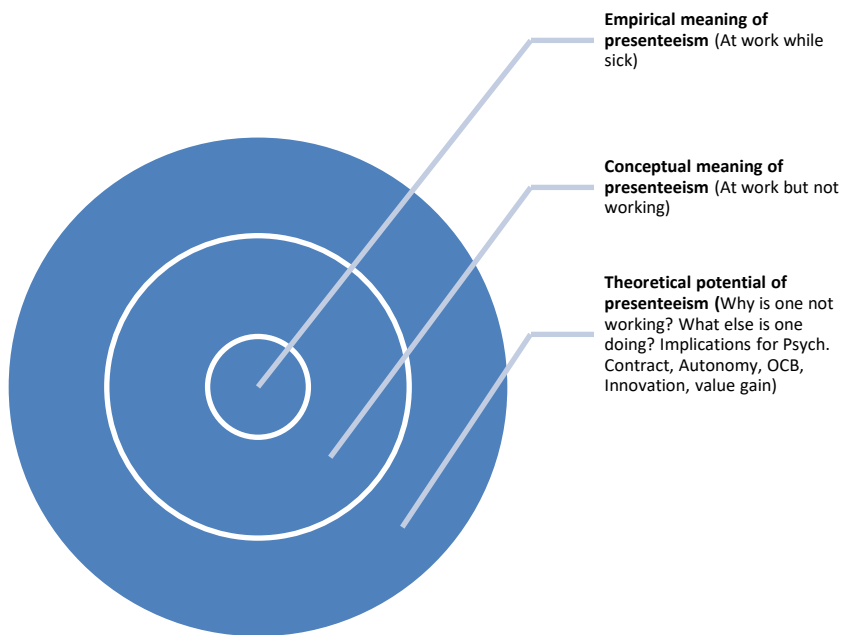 Empirical meaning of
presenteeism (At work while
sick)
Conceptual meaning of
presenteeism (At work but not
working)
Theoretical potential of
presenteeism (Why is one not
working? What else is one
doing? Implications for Psych.
Contract, Autonomy, OCB,
Innovation, value gain)